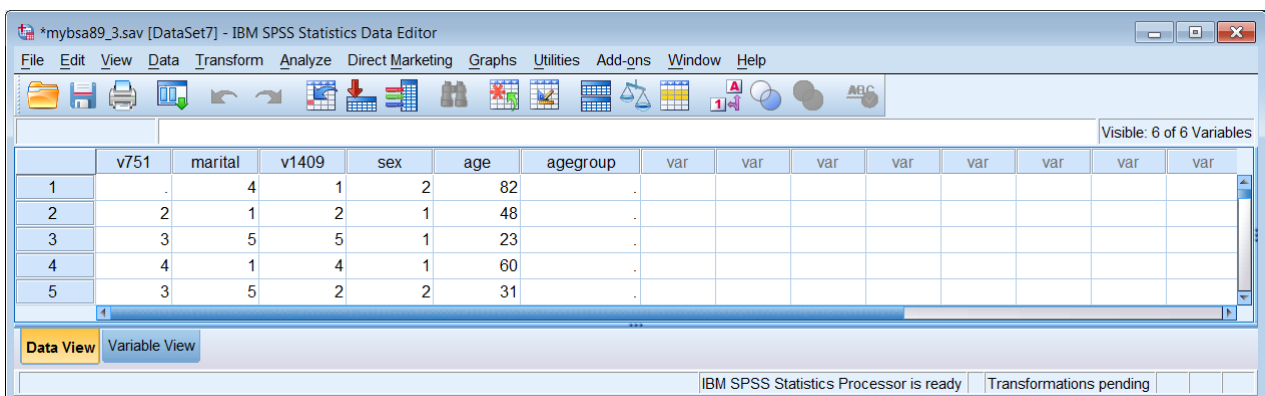 *mybsa89_3.sav [DataSet7] - IBM SPSS Statistics Data Editor
File Edit View Data Transform Analyze Direct Marketing Graphs Utilities Add-ons Window Help
Visible: 6 of 6 Variables
v751 marital v1409 sex age agegroup var var var var var var var var
1 . 4 1 2 82 .
2 2 1 2 1 48 .
3 3 5 5 1 23 .
4 4 1 4 1 60 .
5 3 5 2 2 31 .
Data View Variable View
IBM SPSS Statistics Processor is ready Transformations pending